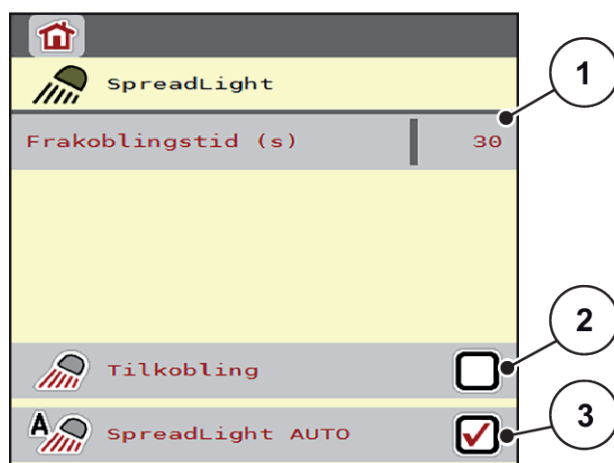 SpreadLight
Frakoblingstid (s) 30
Tilkobling
A SpreadLight AUTO
1
2
3